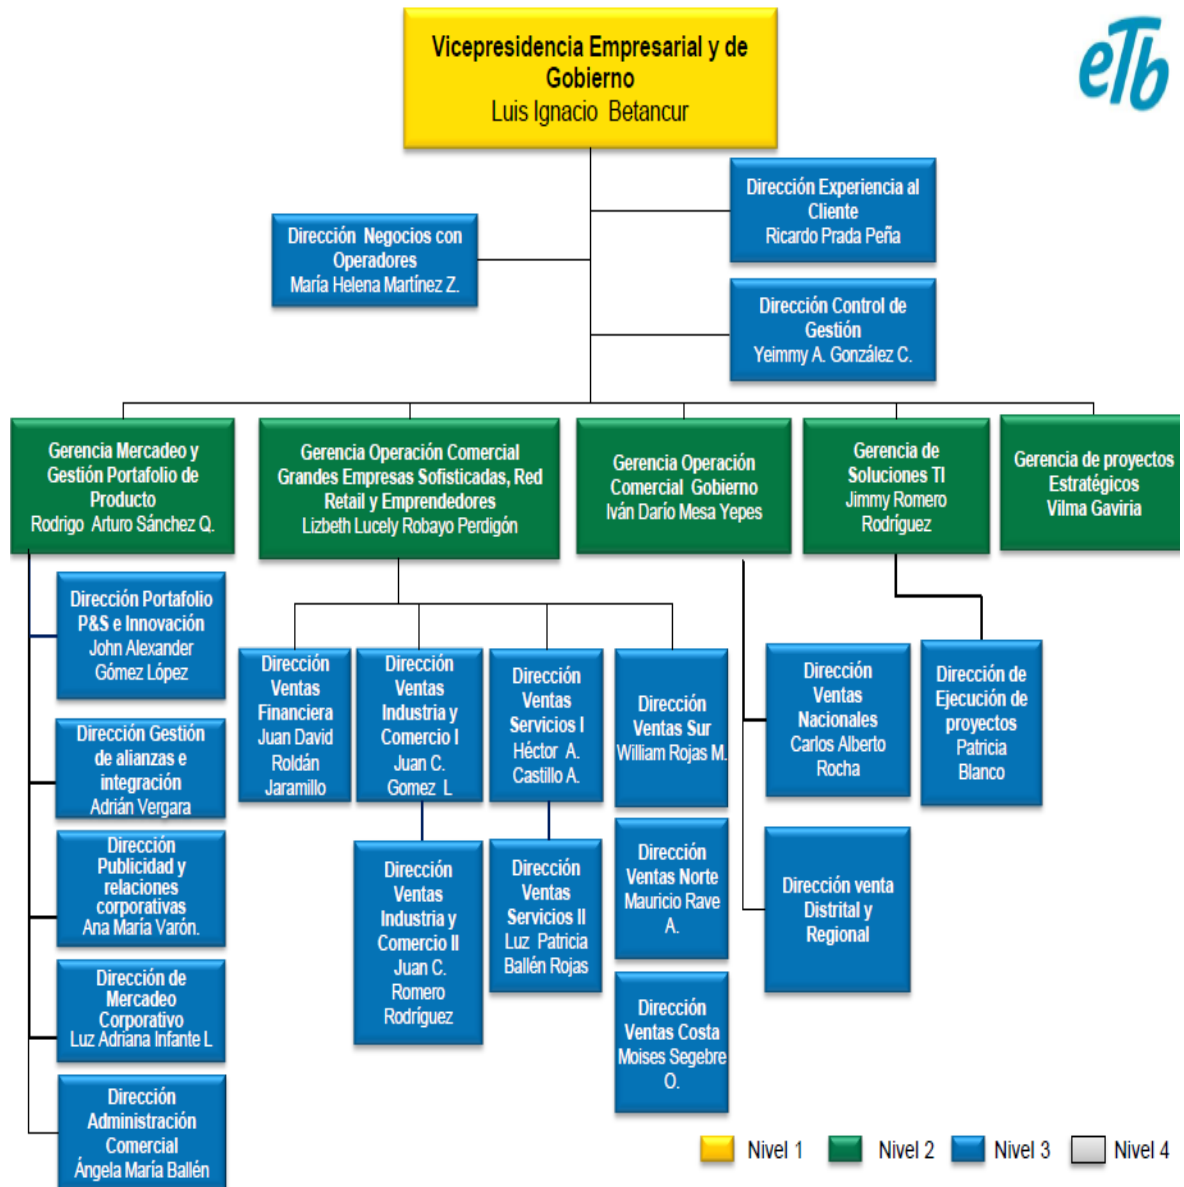 Vicepresidencia Empresarial y de
Gobierno
Luis Ignacio Betancur
eTb
Dirección Experiencia al
Cliente
Ricardo Prada Peña
Dirección Negocios con
Operadores
María Helena Martínez Z.
Dirección Control de
Gestión
Yeimmy A. González C.
Gerencia Mercadeo y
Gestión Portafolio de
Producto
Rodrigo Arturo Sánchez Q.
Gerencia Operación Comercial
Grandes Empresas Sofisticadas, Red
Retail y Emprendedores
Lizbeth Lucely Robayo Perdigón
Gerencia Operación
Comercial Gobierno
Iván Darío Mesa Yepes
Gerencia de
Soluciones TI
Jimmy Romero
Rodríguez
Gerencia de proyectos
Estratégicos
Vilma Gaviria
Dirección Portafolio
P&S e Innovación
John Alexander
Gómez López
Dirección Gestión
de alianzas e
integración
Adrián Vergara
Dirección
Publicidad y
relaciones
corporativas
Ana María Varón.
Dirección de
Mercadeo
Corporativo
Luz Adriana Infante L
Dirección
Administración
Comercial
Ángela María Ballén
Dirección
Ventas
Financiera
Juan David
Roldán
Jaramillo
Dirección
Ventas
Industria y
Comercio I
Juan C.
Gomez L
Dirección
Ventas
Industria y
Comercio II
Juan C.
Romero
Rodríguez
Dirección
Ventas
Servicios I
Héctor A.
Castillo A.
Dirección
Ventas
Servicios II
Luz Patricia
Ballén Rojas
Dirección
Ventas Sur
William Rojas M.
Dirección
Ventas Norte
Mauricio Rave
A.
Dirección
Ventas Costa
Moises Segebre
O.
Dirección
Ventas
Nacionales
Carlos Alberto
Rocha
Dirección venta
Distrital y
Regional
Dirección de
Ejecución de
proyectos
Patricia
Blanco
Nivel 1
Nivel 2
Nivel 3
Nivel 4